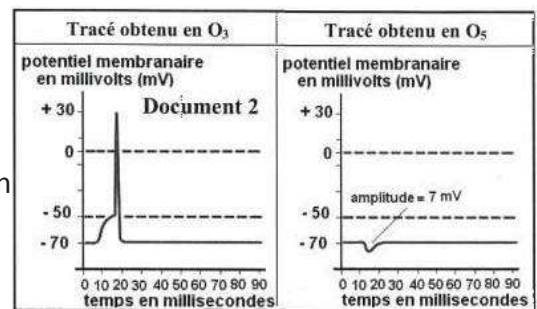 Tracé obtenu en O₃
potentiel membranaire
en millivolts (mV)
+ 30
Document 2
0
- 50
- 70
0 10 20 30 40 50 60 70 80 90
temps en millisecondes
Tracé obtenu en O₅
potentiel membranaire
en millivolts (mV)
+ 30
0
amplitude = 7 mV
- 50
- 70
0 10 20 30 40 50 60 70 80 90
temps en millisecondes